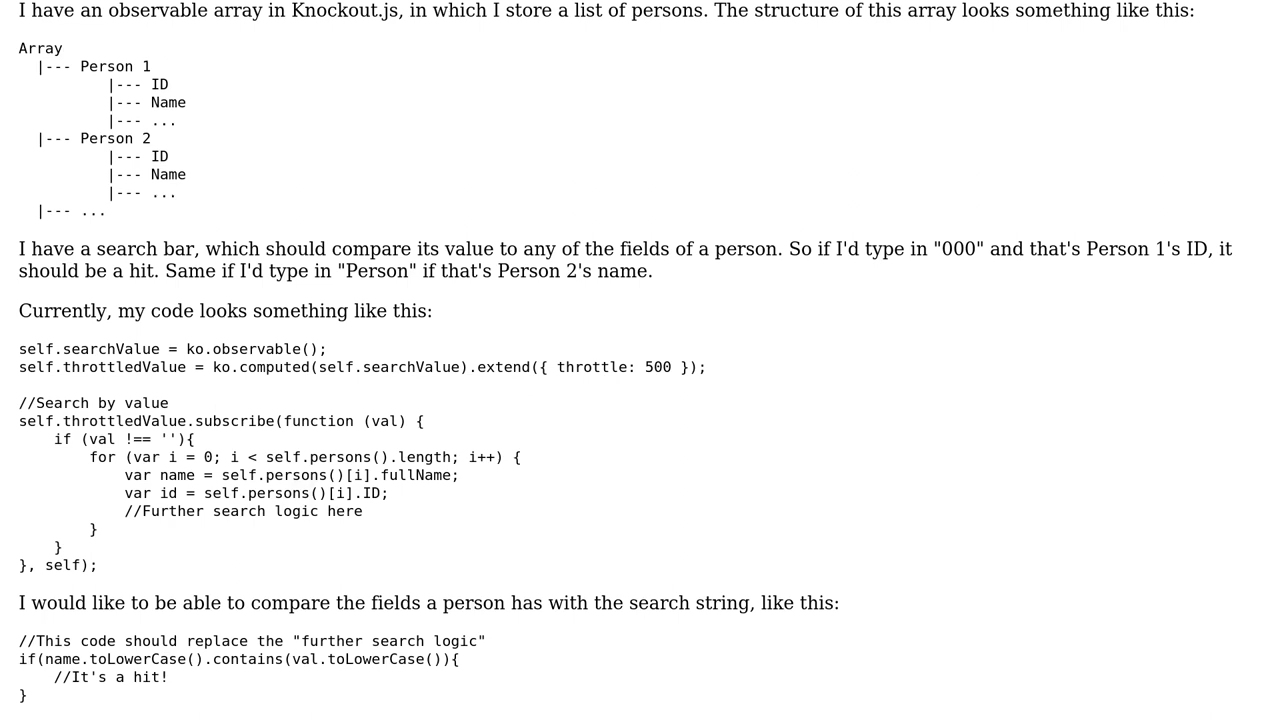 I have an observable array in Knockout.js, in which I store a list of persons. The structure of this array looks something like this:
Array
  |--- Person 1
          |--- ID
          |--- Name
          |--- ...
  |--- Person 2
          |--- ID
          |--- Name
          |--- ...
  |--- ...
I have a search bar, which should compare its value to any of the fields of a person. So if I'd type in "000" and that's Person 1's ID, it
should be a hit. Same if I'd type in "Person" if that's Person 2's name.
Currently, my code looks something like this:
self.searchValue = ko.observable();
self.throttledValue = ko.computed(self.searchValue).extend({ throttle: 500 });
//Search by value
self.throttledValue.subscribe(function (val) {
    if (val !== ''){
        for (var i = 0; i < self.persons().length; i++) {
            var name = self.persons()[i].fullName;
            var id = self.persons()[i].ID;
            //Further search logic here
        }
    }
}, self);
I would like to be able to compare the fields a person has with the search string, like this:
//This code should replace the "further search logic"
if(name.toLowerCase().contains(val.toLowerCase()){
    //It's a hit!
}